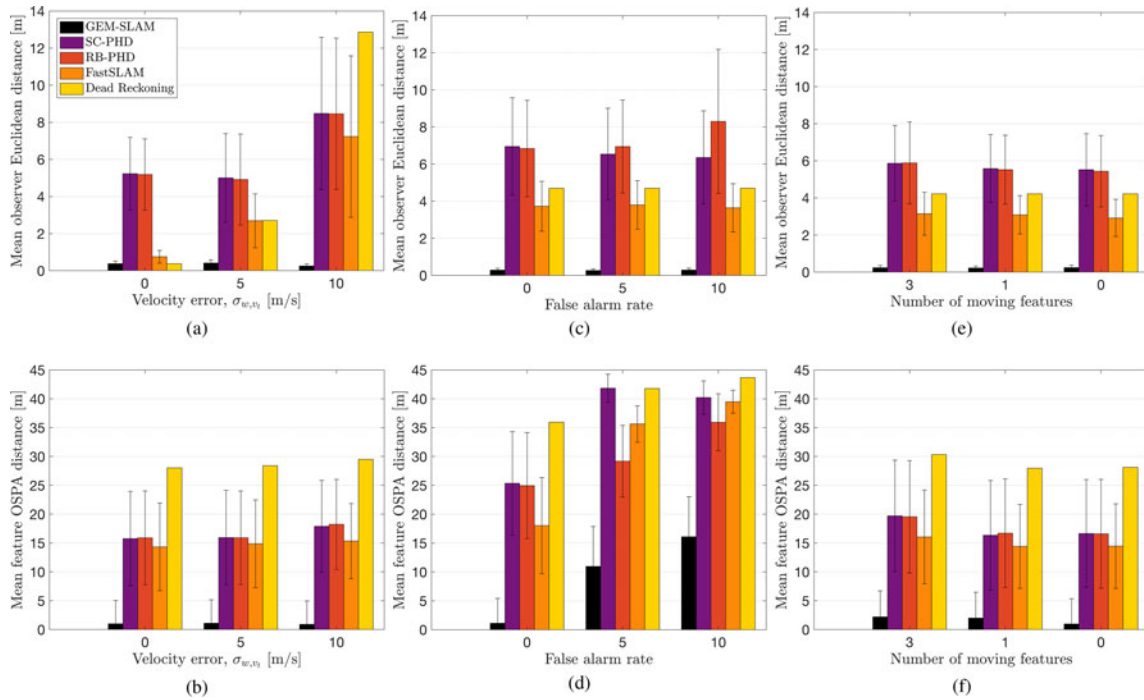 Mean observer Euclidean distance [m]
14
12
10
8
6
4
2
0
GEM-SLAM
SC-PHD
RB-PHD
FastSLAM
Dead Reckoning
0 5 10
Velocity error, σ_{w,v_t} [m/s]
(a)
Mean observer Euclidean distance [m]
14
12
10
8
6
4
2
0
0 5 10
False alarm rate
(c)
Mean observer Euclidean distance [m]
14
12
10
8
6
4
2
0
3 1 0
Number of moving features
(e)
Mean feature OSPA distance [m]
45
40
35
30
25
20
15
10
5
0
0 5 10
Velocity error, σ_{w,v_t} [m/s]
(b)
Mean feature OSPA distance [m]
45
40
35
30
25
20
15
10
5
0
0 5 10
False alarm rate
(d)
Mean feature OSPA distance [m]
45
40
35
30
25
20
15
10
5
0
3 1 0
Number of moving features
(f)